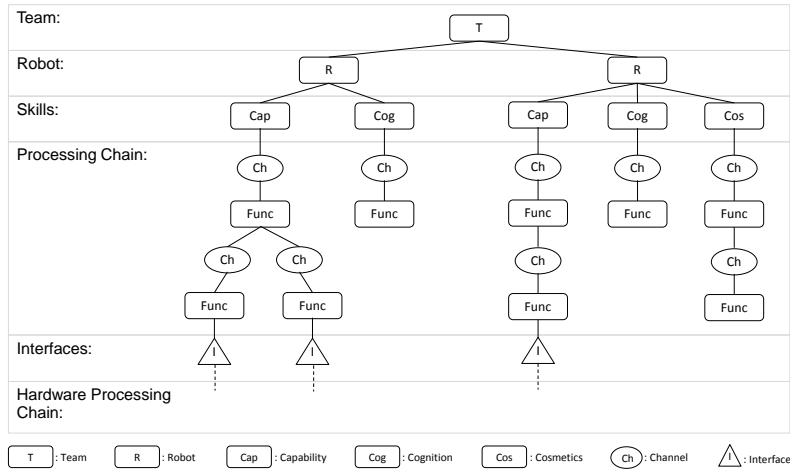 Team:
T
Robot:
R R
Skills:
Cap Cog Cap Cog Cos
Processing Chain:
Ch Ch Ch Ch Ch
Func Func Func Func Func
Ch Ch Ch Ch
Func Func Func Func
Interfaces:
I I I
Hardware Processing
Chain:
T : Team R : Robot Cap : Capability Cog : Cognition Cos : Cosmetics Ch : Channel I : Interface